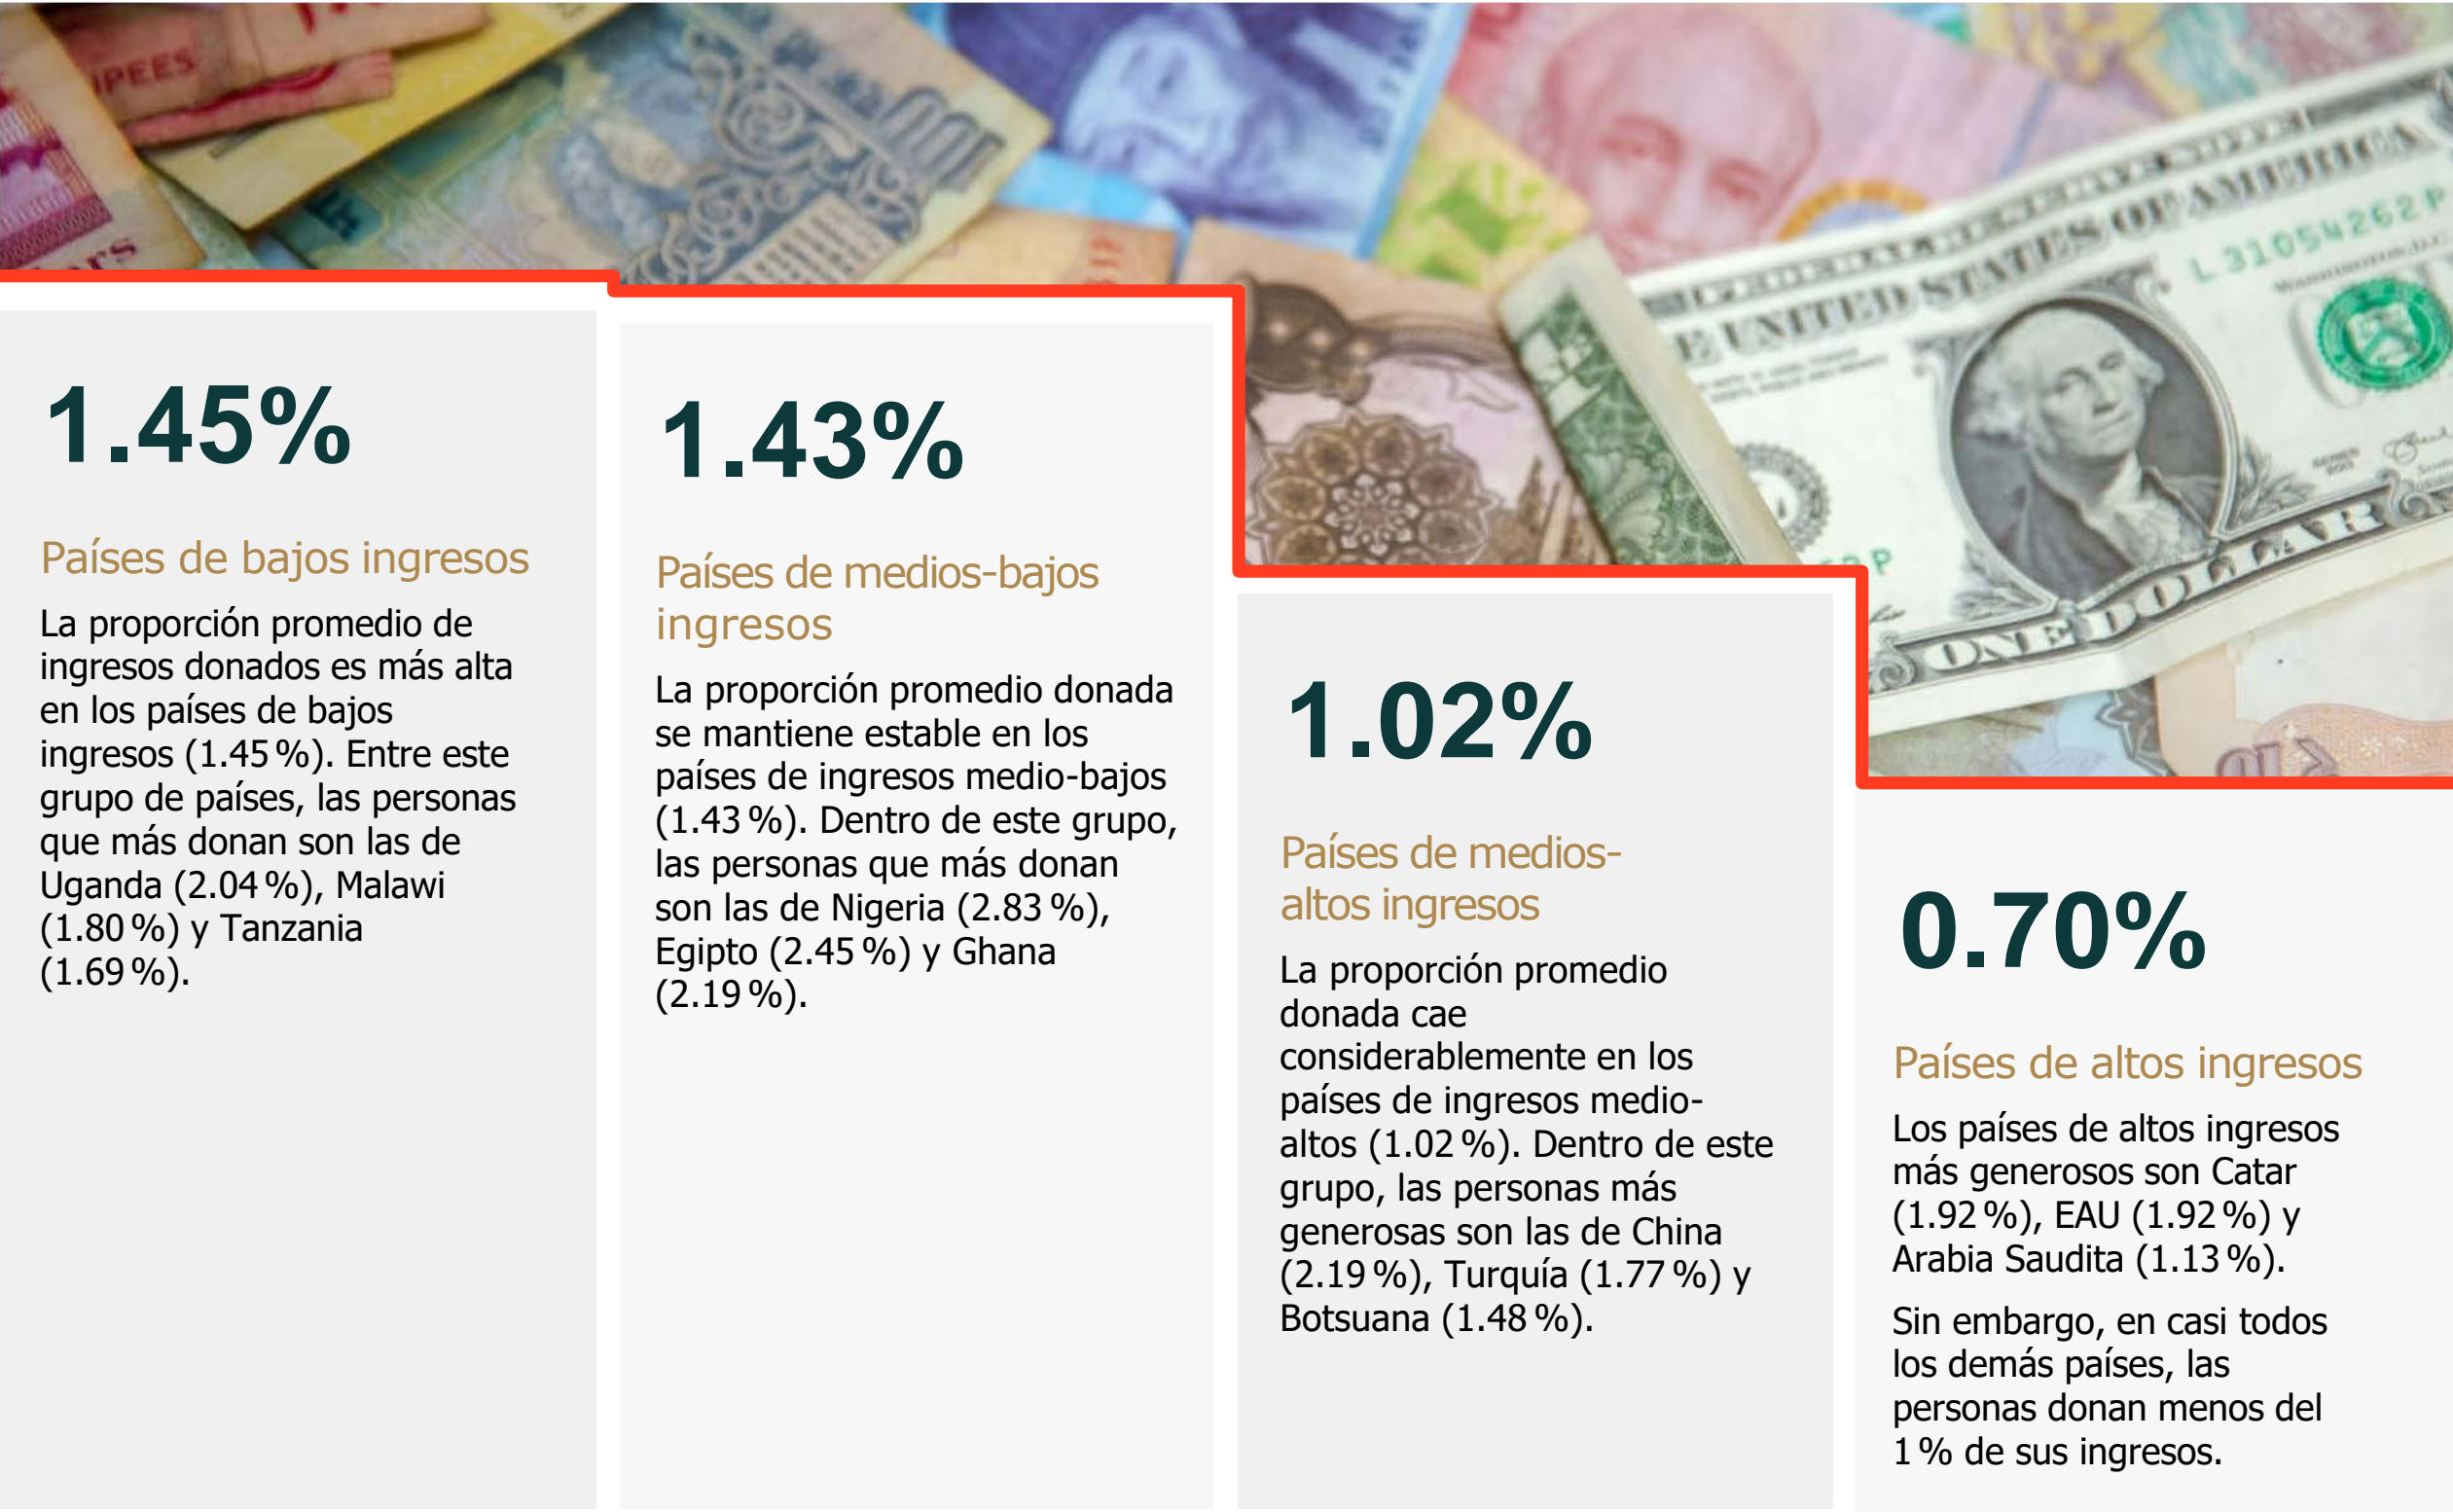 RUPEES
UNITED STATES OF AMERICA
L31054262P
ONE DOLLAR
1.45%
Países de bajos ingresos
La proporción promedio de
ingresos donados es más alta
en los países de bajos
ingresos (1.45 %). Entre este
grupo de países, las personas
que más donan son las de
Uganda (2.04 %), Malawi
(1.80 %) y Tanzania
(1.69 %).
1.43%
Países de medios-bajos
ingresos
La proporción promedio donada
se mantiene estable en los
países de ingresos medio-bajos
(1.43 %). Dentro de este grupo,
las personas que más donan
son las de Nigeria (2.83 %),
Egipto (2.45 %) y Ghana
(2.19 %).
1.02%
Países de medios-
altos ingresos
La proporción promedio
donada cae
considerablemente en los
países de ingresos medio-
altos (1.02 %). Dentro de este
grupo, las personas más
generosas son las de China
(2.19 %), Turquía (1.77 %) y
Botsuana (1.48 %).
0.70%
Países de altos ingresos
Los países de altos ingresos
más generosos son Catar
(1.92 %), EAU (1.92 %) y
Arabia Saudita (1.13 %).
Sin embargo, en casi todos
los demás países, las
personas donan menos del
1 % de sus ingresos.